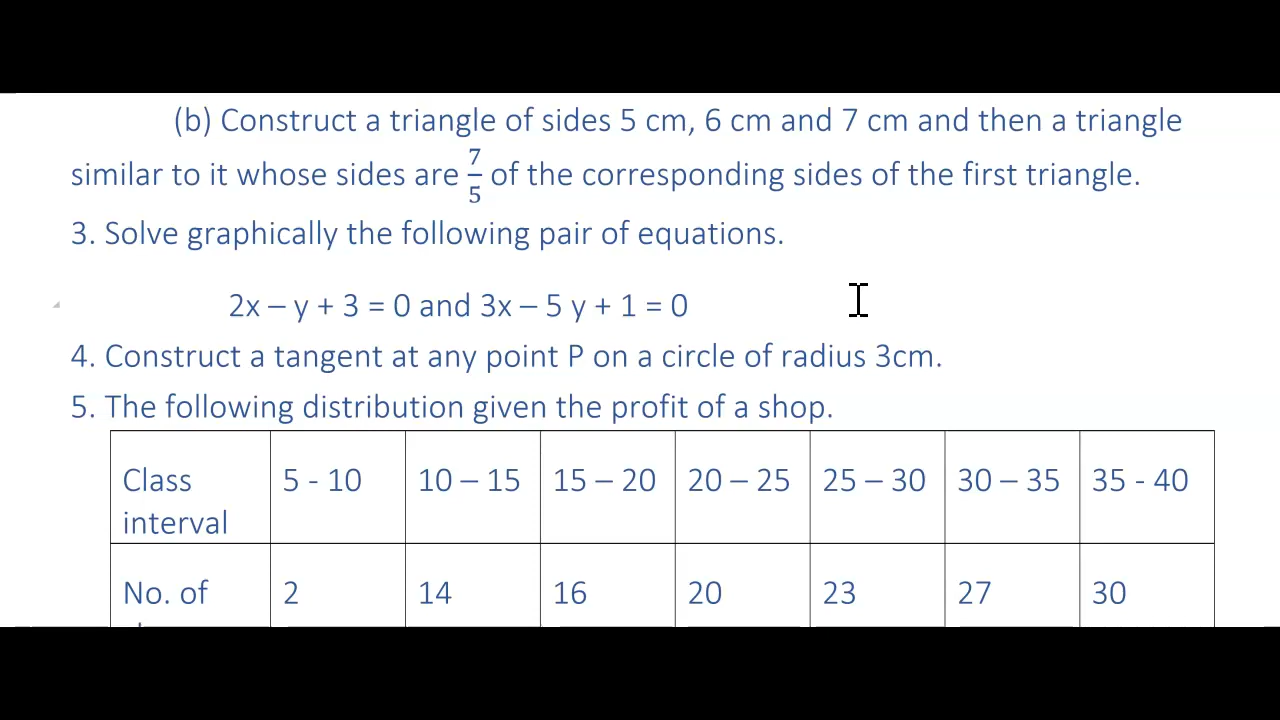 (b) Construct a triangle of sides 5 cm, 6 cm and 7 cm and then a triangle
similar to it whose sides are 7/5 of the corresponding sides of the first triangle.
3. Solve graphically the following pair of equations.
2x – y + 3 = 0 and 3x – 5 y + 1 = 0
4. Construct a tangent at any point P on a circle of radius 3cm.
5. The following distribution given the profit of a shop.
Class interval 5 - 10 10 – 15 15 – 20 20 – 25 25 – 30 30 – 35 35 - 40
No. of 2 14 16 20 23 27 30